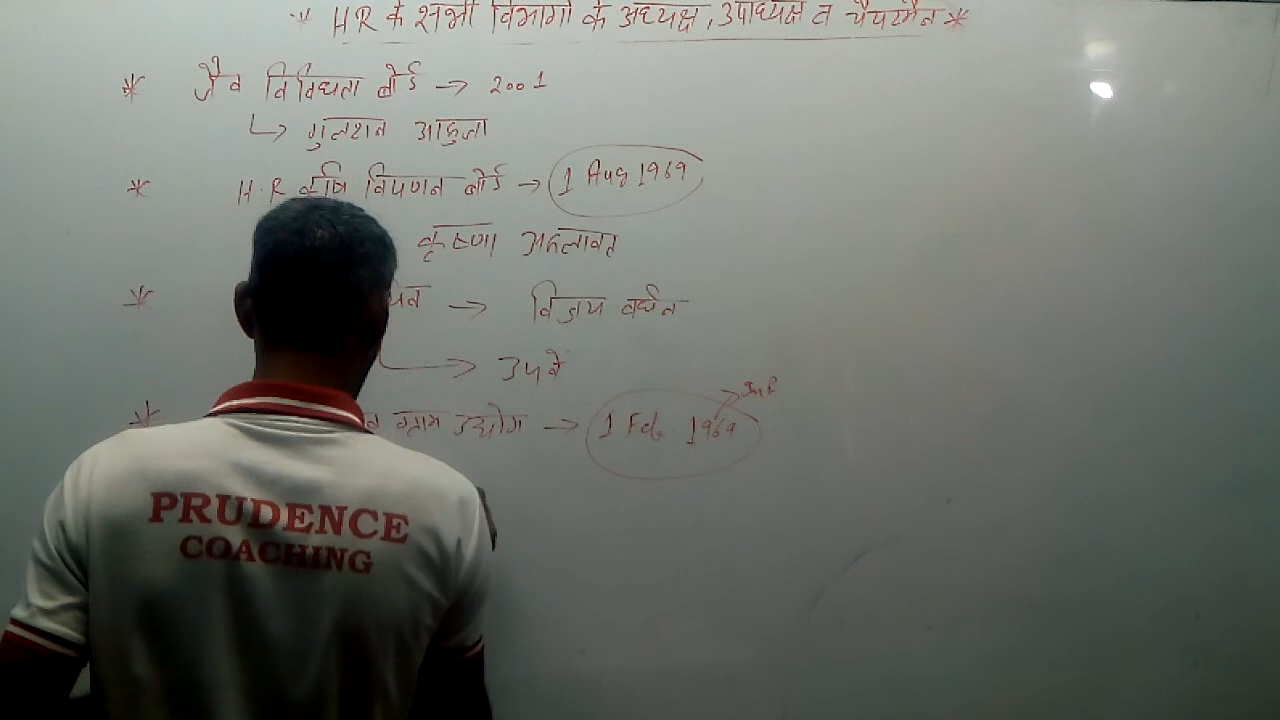 * HR के सभी विभागों के अध्यक्ष, उपाध्यक्ष व चैयरमैन *
* जैव विविधता बोर्ड → 2001
↳ गुलशन आहुजा
* H.R कृषि विपणन बोर्ड → 1 Aug 1969
कृष्णा अहलावत
* → विजय वर्धन
→ उपवे
* ग्राम उद्योग → 1 Feb 1969
PRUDENCE
COACHING